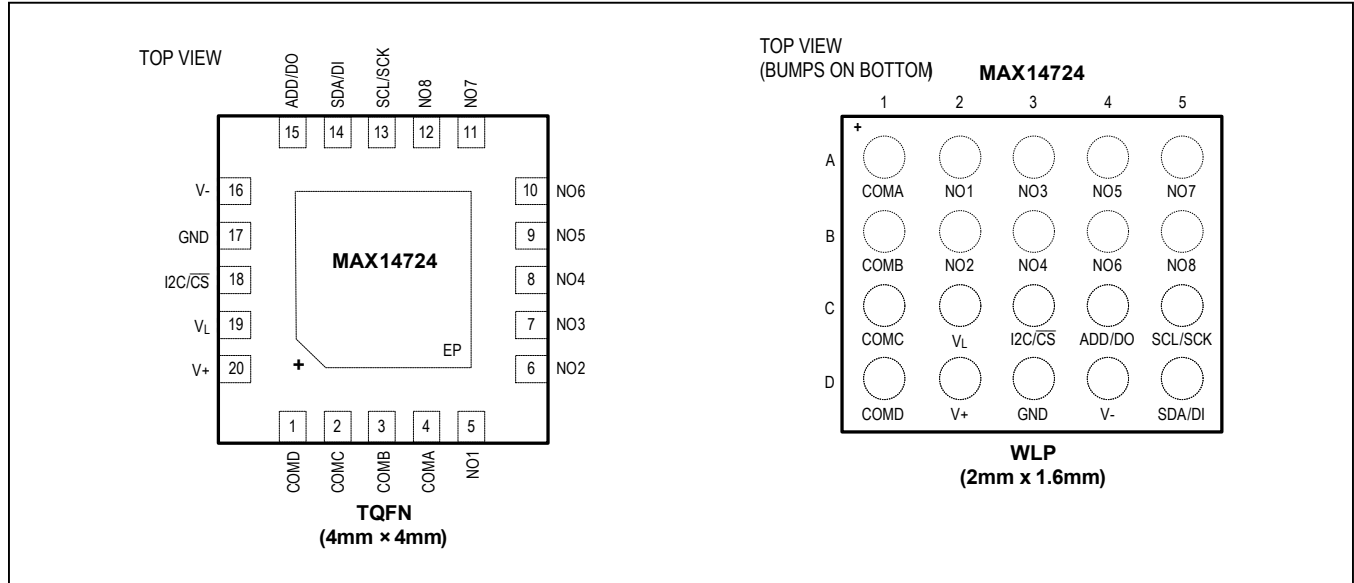 TOP VIEW
ADD/DO
SDA/DI
SCL/SCK
NO8
NO7
15 14 13 12 11
V- 16
GND 17
I2C/C̅S̅ 18
VL 19
V+ 20
10 NO6
9 NO5
8 NO4
7 NO3
6 NO2
MAX14724
EP
+
1 2 3 4 5
COMD
COMC
COMB
COMA
NO1
TQFN
(4mm × 4mm)
TOP VIEW
(BUMPS ON BOTTOM)
MAX14724
1 2 3 4 5
+
A
COMA NO1 NO3 NO5 NO7
B
COMB NO2 NO4 NO6 NO8
C
COMC VL I2C/C̅S̅ ADD/DO SCL/SCK
D
COMD V+ GND V- SDA/DI
WLP
(2mm x 1.6mm)